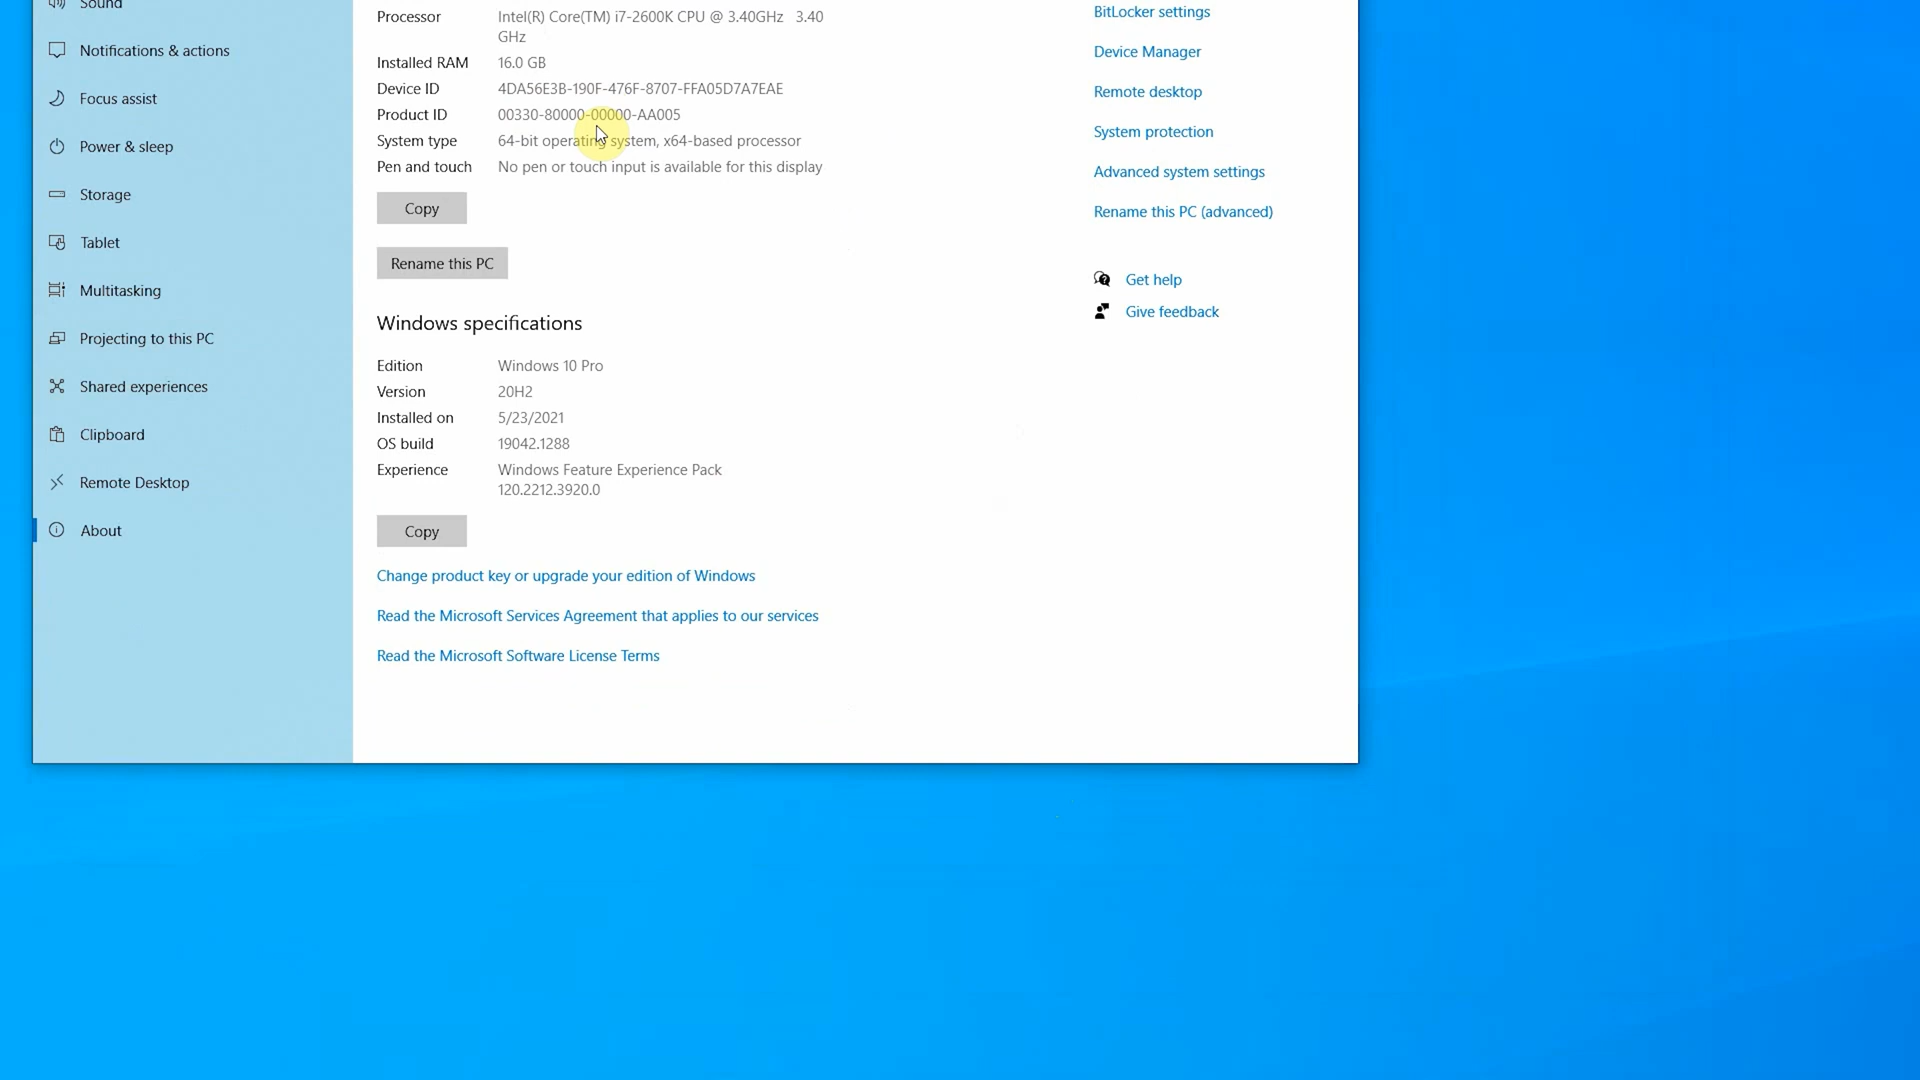 Sound
Notifications & actions
Focus assist
Power & sleep
Storage
Tablet
Multitasking
Projecting to this PC
Shared experiences
Clipboard
Remote Desktop
About
Processor Intel(R) Core(TM) i7-2600K CPU @ 3.40GHz 3.40
GHz
Installed RAM 16.0 GB
Device ID 4DA56E3B-190F-476F-8707-FFA05D7A7EAE
Product ID 00330-80000-00000-AA005
System type 64-bit operating system, x64-based processor
Pen and touch No pen or touch input is available for this display
Copy
Rename this PC
Windows specifications
Edition Windows 10 Pro
Version 20H2
Installed on 5/23/2021
OS build 19042.1288
Experience Windows Feature Experience Pack
120.2212.3920.0
Copy
Change product key or upgrade your edition of Windows
Read the Microsoft Services Agreement that applies to our services
Read the Microsoft Software License Terms
BitLocker settings
Device Manager
Remote desktop
System protection
Advanced system settings
Rename this PC (advanced)
Get help
Give feedback